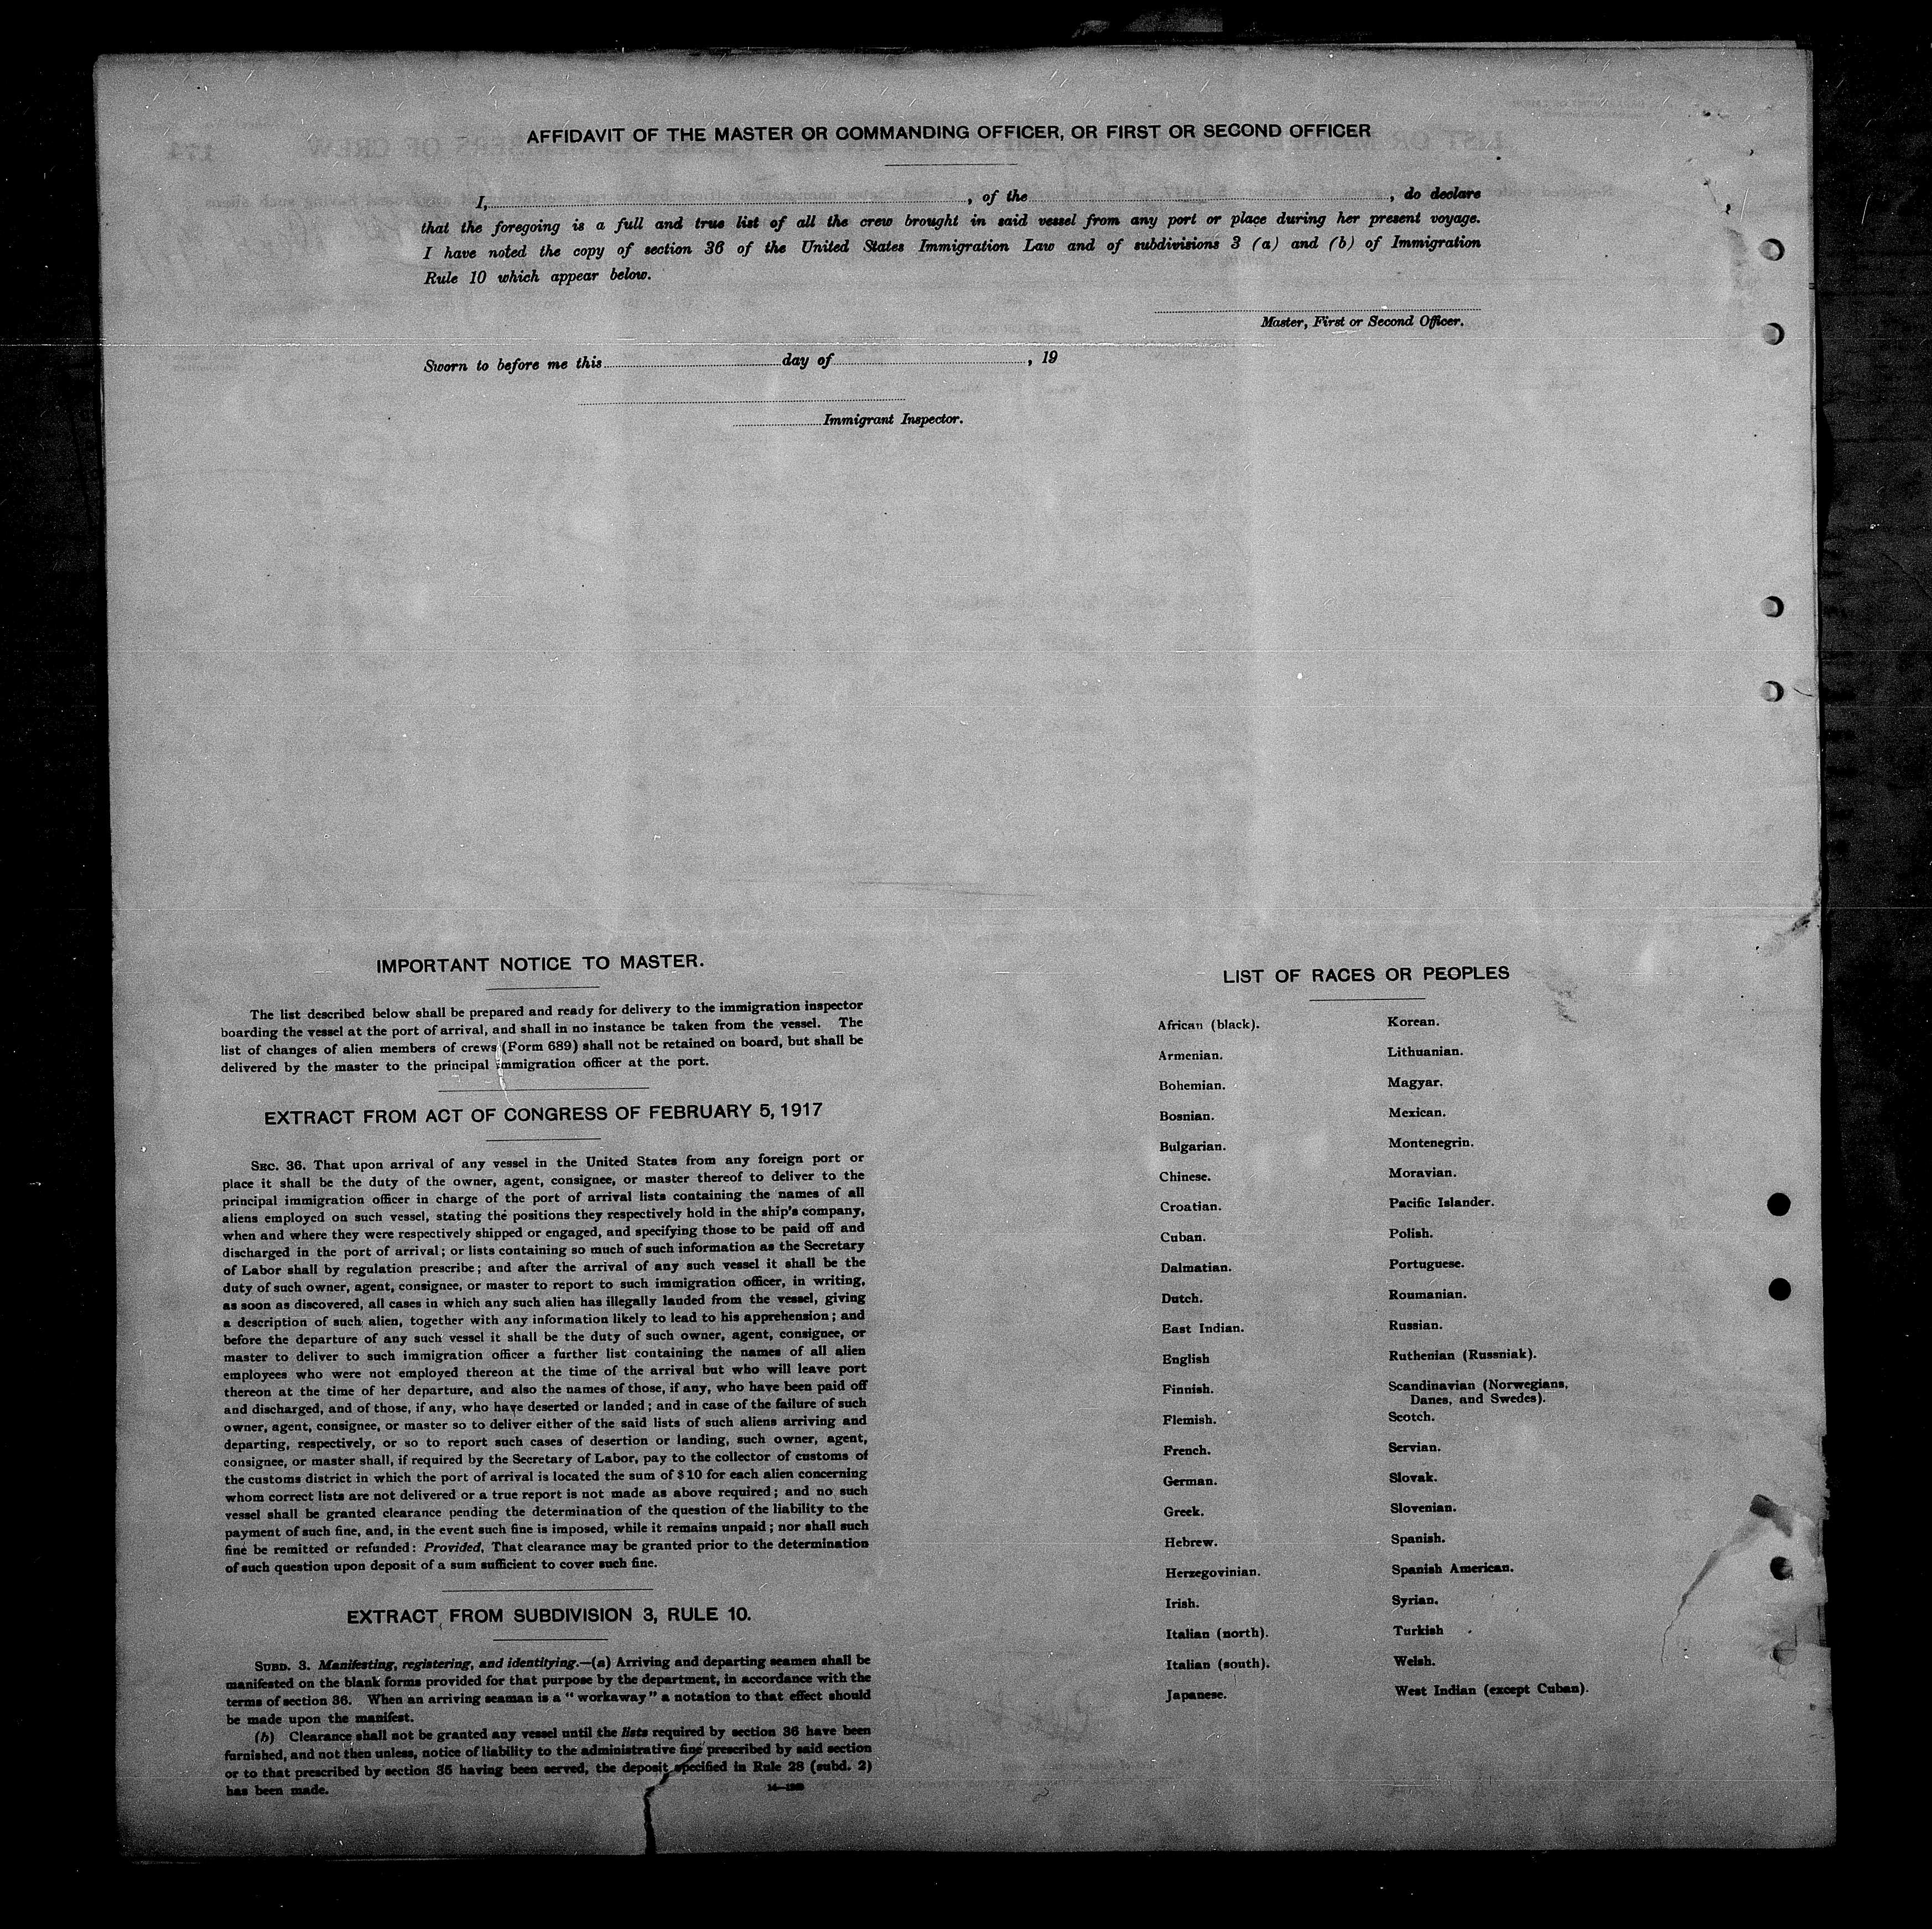 AFFIDAVIT OF THE MASTER OR COMMANDING OFFICER, OR FIRST OR SECOND OFFICER
I, , of the , do declare
that the foregoing is a full and true list of all the crew brought in said vessel from any port or place during her present voyage.
I have noted the copy of section 36 of the United States Immigration Law and of subdivisions 3 (a) and (b) of Immigration
Rule 10 which appear below.
Master, First or Second Officer.
Sworn to before me this day of , 19
Immigrant Inspector.
IMPORTANT NOTICE TO MASTER.
The list described below shall be prepared and ready for delivery to the immigration inspector
boarding the vessel at the port of arrival, and shall in no instance be taken from the vessel. The
list of changes of alien members of crews (Form 689) shall not be retained on board, but shall be
delivered by the master to the principal immigration officer at the port.
EXTRACT FROM ACT OF CONGRESS OF FEBRUARY 5, 1917
SEC. 36. That upon arrival of any vessel in the United States from any foreign port or
place it shall be the duty of the owner, agent, consignee, or master thereof to deliver to the
principal immigration officer in charge of the port of arrival lists containing the names of all
aliens employed on such vessel, stating the positions they respectively hold in the ship's company,
when and where they were respectively shipped or engaged, and specifying those to be paid off and
discharged in the port of arrival; or lists containing so much of such information as the Secretary
of Labor shall by regulation prescribe; and after the arrival of any such vessel it shall be the
duty of such owner, agent, consignee, or master to report to such immigration officer, in writing,
as soon as discovered, all cases in which any such alien has illegally landed from the vessel, giving
a description of such alien, together with any information likely to lead to his apprehension; and
before the departure of any such vessel it shall be the duty of such owner, agent, consignee, or
master to deliver to such immigration officer a further list containing the names of all alien
employees who were not employed thereon at the time of the arrival but who will leave port
thereon at the time of her departure, and also the names of those, if any, who have been paid off
and discharged, and of those, if any, who have deserted or landed; and in case of the failure of such
owner, agent, consignee, or master so to deliver either of the said lists of such aliens arriving and
departing, respectively, or so to report such cases of desertion or landing, such owner, agent,
consignee, or master shall, if required by the Secretary of Labor, pay to the collector of customs of
the customs district in which the port of arrival is located the sum of $10 for each alien concerning
whom correct lists are not delivered or a true report is not made as above required; and no such
vessel shall be granted clearance pending the determination of the question of the liability to the
payment of such fine, and, in the event such fine is imposed, while it remains unpaid; nor shall such
fine be remitted or refunded: Provided, That clearance may be granted prior to the determination
of such question upon deposit of a sum sufficient to cover such fine.
EXTRACT FROM SUBDIVISION 3, RULE 10.
SUBD. 3. Manifesting, registering, and identifying.—(a) Arriving and departing seamen shall be
manifested on the blank forms provided for that purpose by the department, in accordance with the
terms of section 36. When an arriving seaman is a "workaway" a notation to that effect should
be made upon the manifest.
(b) Clearance shall not be granted any vessel until the lists required by section 36 have been
furnished, and not then unless, notice of liability to the administrative fine prescribed by said section
or to that prescribed by section 35 having been served, the deposit specified in Rule 28 (subd. 2)
has been made.
LIST OF RACES OR PEOPLES
African (black).
Armenian.
Bohemian.
Bosnian.
Bulgarian.
Chinese.
Croatian.
Cuban.
Dalmatian.
Dutch.
East Indian.
English
Finnish.
Flemish.
French.
German.
Greek.
Hebrew.
Herzegovinian.
Irish.
Italian (north).
Italian (south).
Japanese.
Korean.
Lithuanian.
Magyar.
Mexican.
Montenegrin.
Moravian.
Pacific Islander.
Polish.
Portuguese.
Roumanian.
Russian.
Ruthenian (Russniak).
Scandinavian (Norwegians,
Danes, and Swedes).
Scotch.
Servian.
Slovak.
Slovenian.
Spanish.
Spanish American.
Syrian.
Turkish
Welsh.
West Indian (except Cuban).